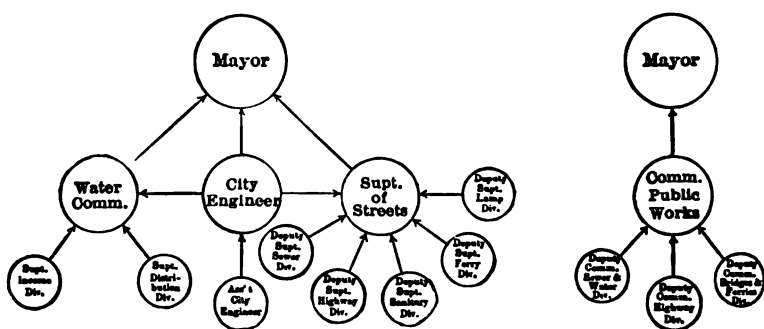 Mayor
Water
Comm.
City
Engineer
Supt.
of
Streets
Deputy
Supt.
Lamp
Div.
Supt.
Income
Div.
Supt.
Distri-
bution
Div.
Ass't
City
Engineer
Deputy
Supt.
Sewer
Div.
Deputy
Supt.
Highway
Div.
Deputy
Supt.
Sanitary
Div.
Deputy
Supt.
Ferry
Div.
Mayor
Comm.
Public
Works
Deputy
Comm.
Sewer &
Water
Div.
Deputy
Comm.
Highway
Div.
Deputy
Comm.
Bridges &
Ferries
Div.